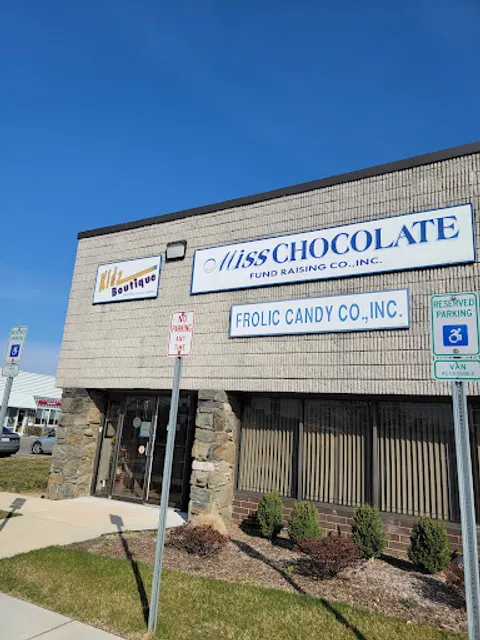 Kidz
Boutique
Miss CHOCOLATE
FUND RAISING CO., INC.
FROLIC CANDY CO., INC.
NO
PARKING
ANY
TIME
RESERVED
PARKING
VAN
ACCESSIBLE